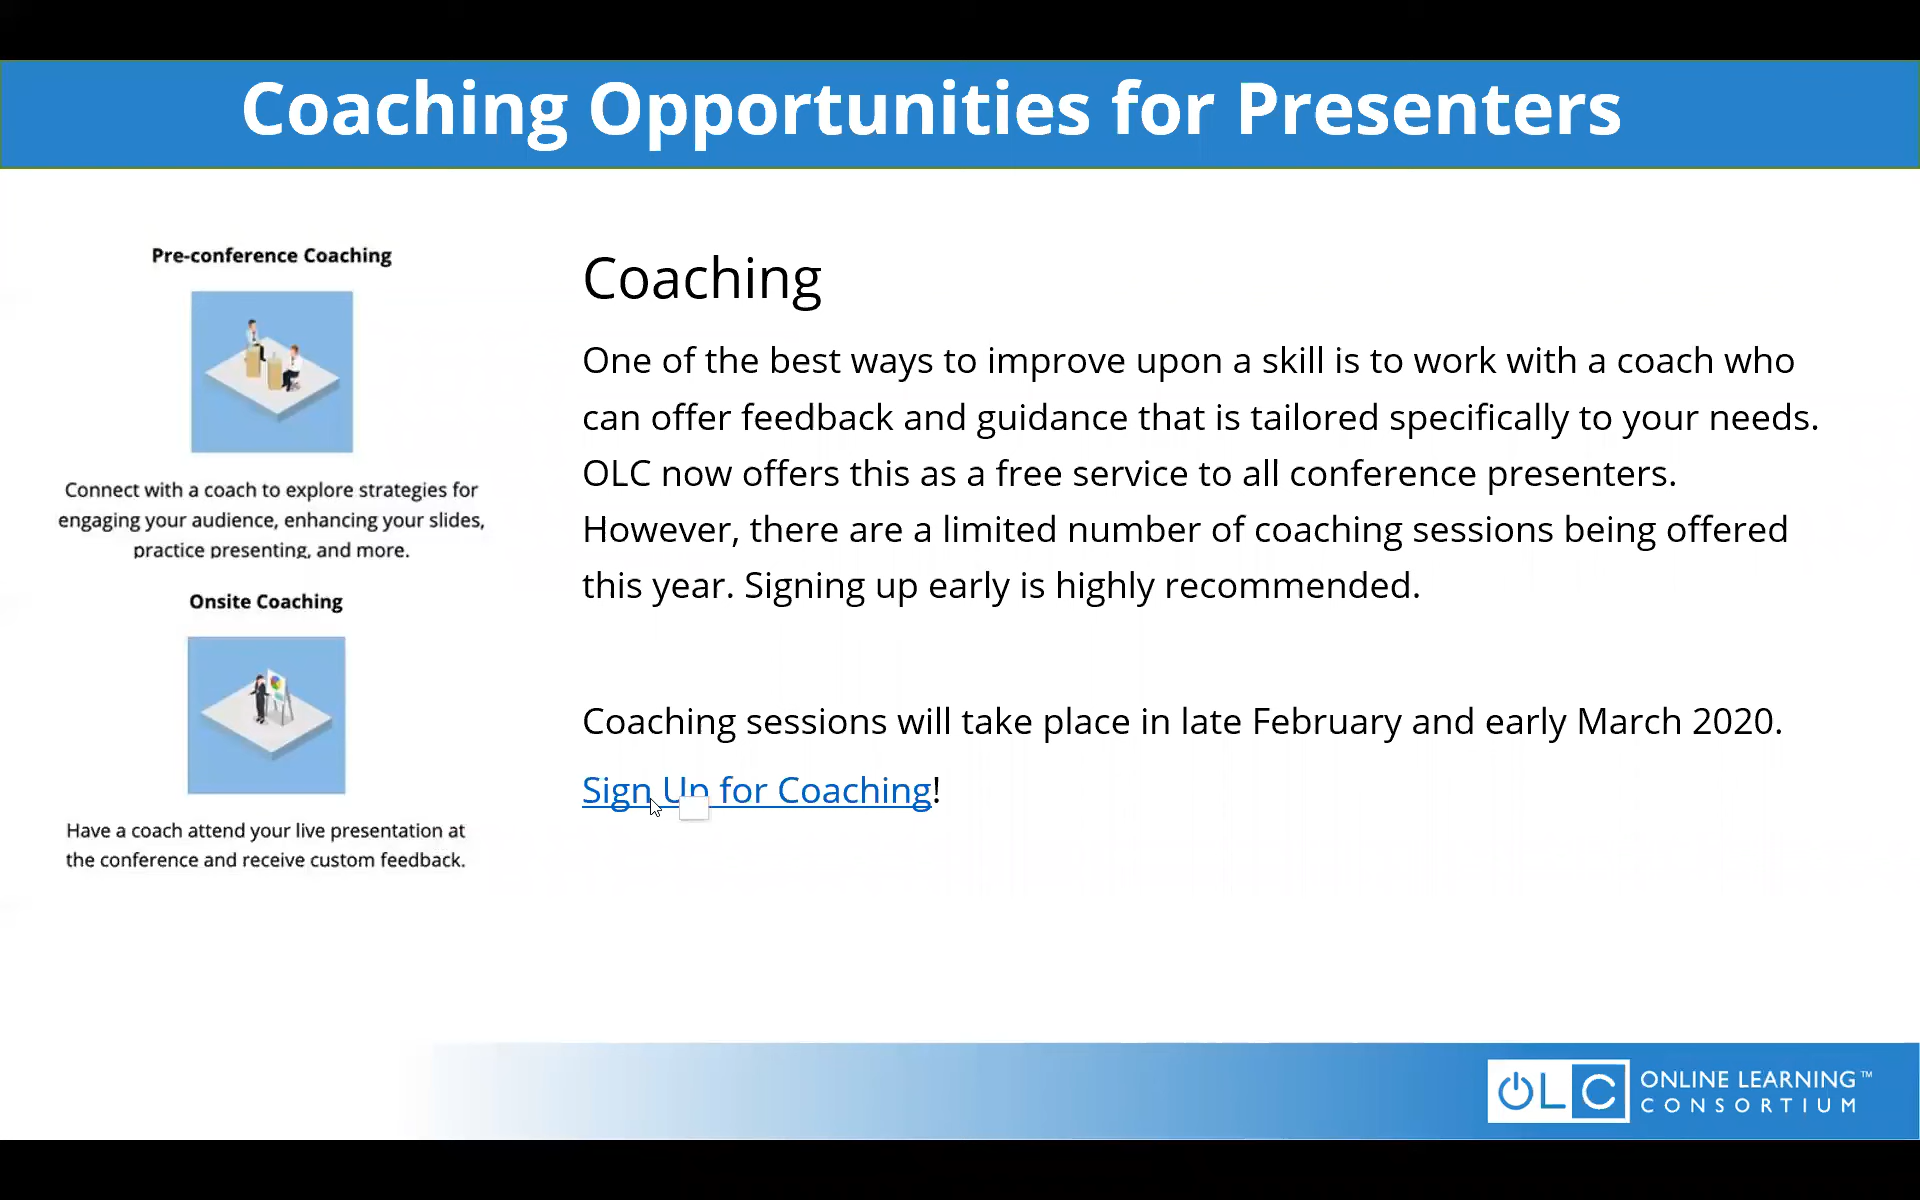 Coaching Opportunities for Presenters
Pre-conference Coaching
Connect with a coach to explore strategies for
engaging your audience, enhancing your slides,
practice presenting, and more.
Onsite Coaching
Have a coach attend your live presentation at
the conference and receive custom feedback.
Coaching
One of the best ways to improve upon a skill is to work with a coach who
can offer feedback and guidance that is tailored specifically to your needs.
OLC now offers this as a free service to all conference presenters.
However, there are a limited number of coaching sessions being offered
this year. Signing up early is highly recommended.
Coaching sessions will take place in late February and early March 2020.
Sign Up for Coaching!
OLC
ONLINE LEARNING™
CONSORTIUM